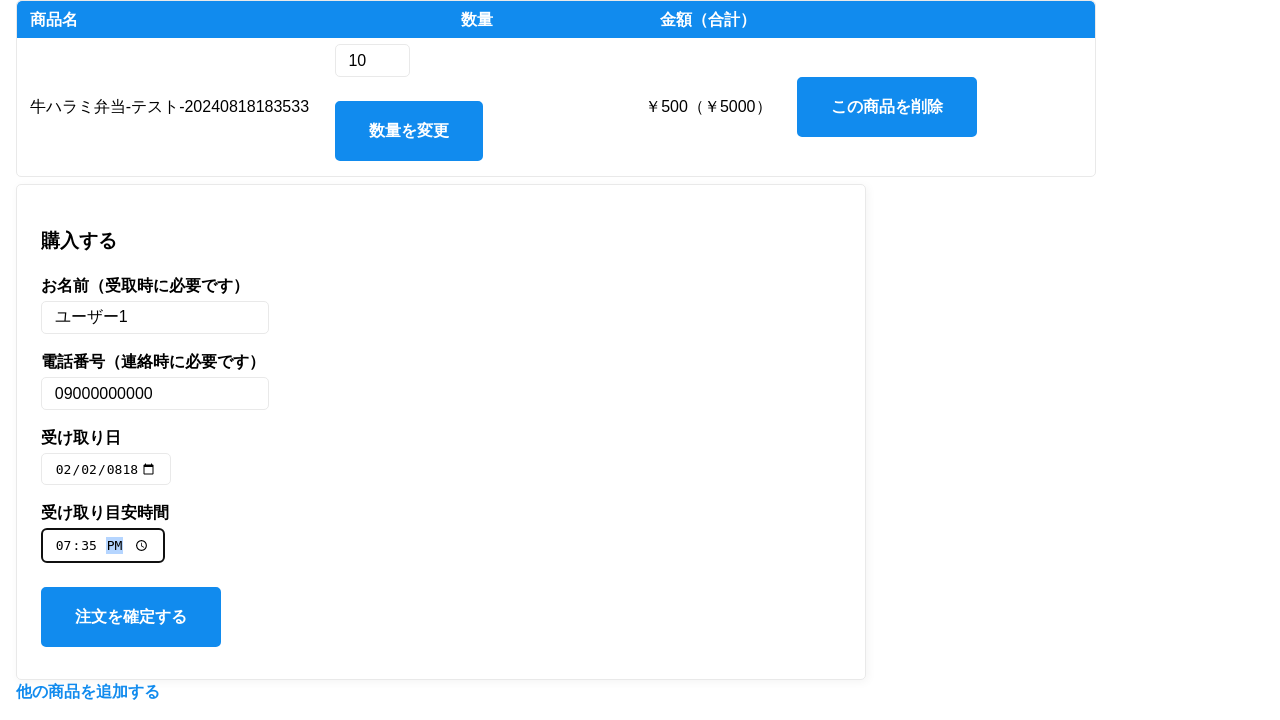 商品名 数量 金額（合計）
10
牛ハラミ弁当-テスト-20240818183533 ￥500（￥5000） この商品を削除
数量を変更
購入する
お名前（受取時に必要です）
ユーザー1
電話番号（連絡時に必要です）
09000000000
受け取り日
02/02/0818
受け取り目安時間
07:35 PM
注文を確定する
他の商品を追加する